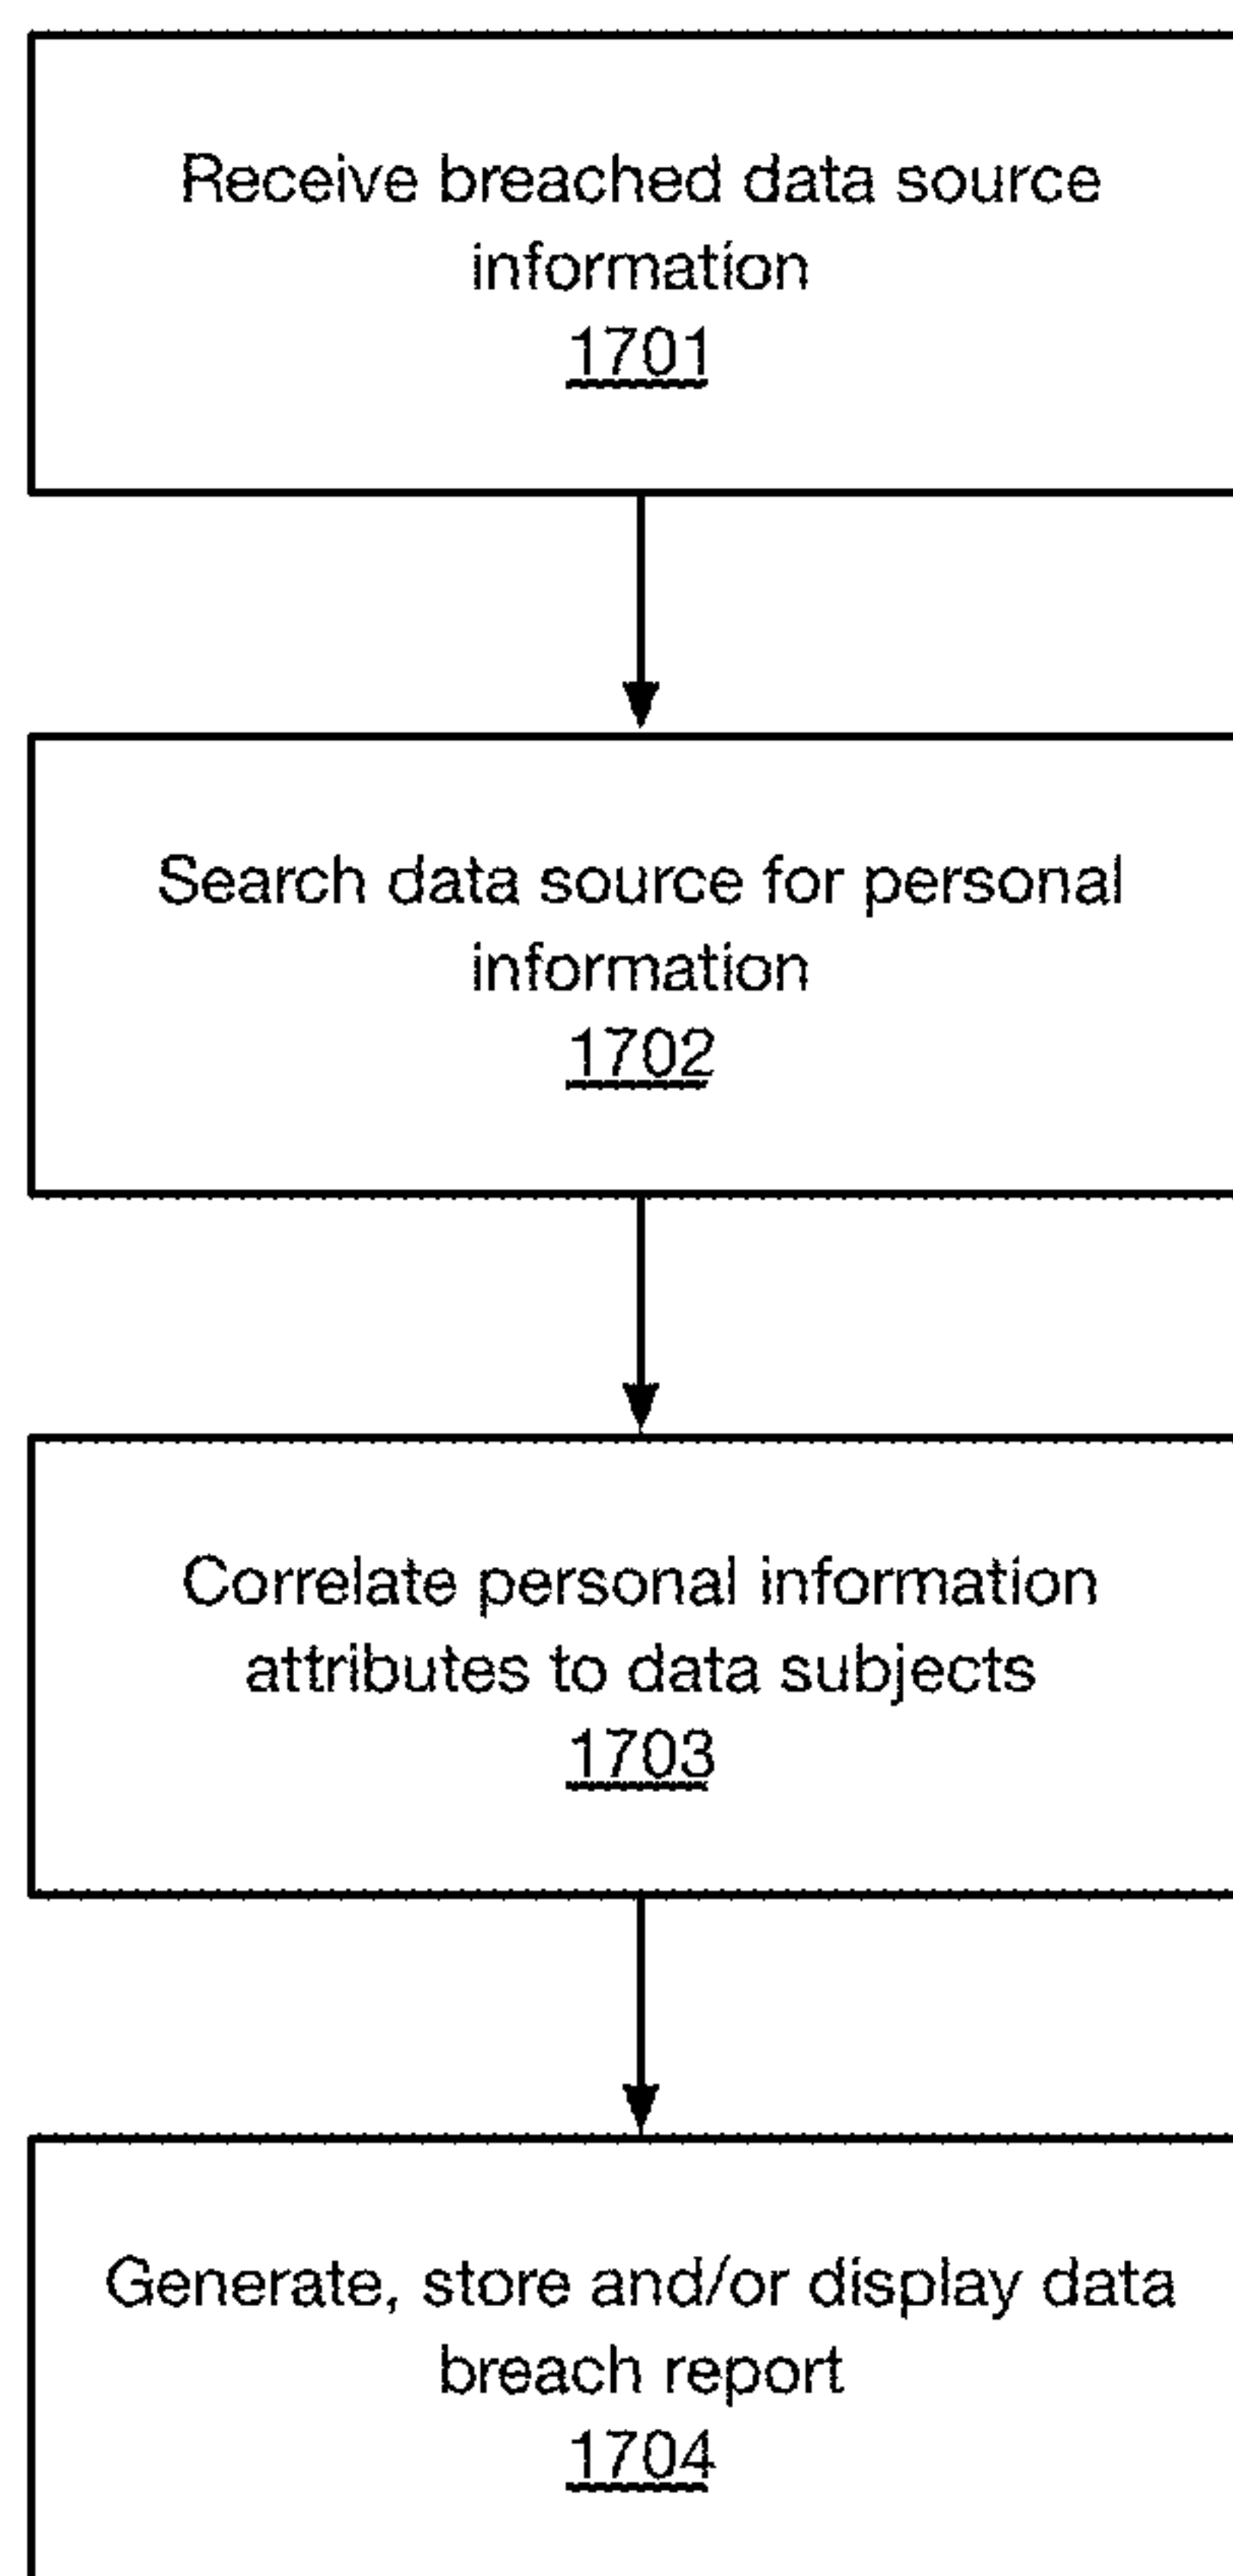 Receive breached data source
information
1701
Search data source for personal
information
1702
Correlate personal information
attributes to data subjects
1703
Generate, store and/or display data
breach report
1704